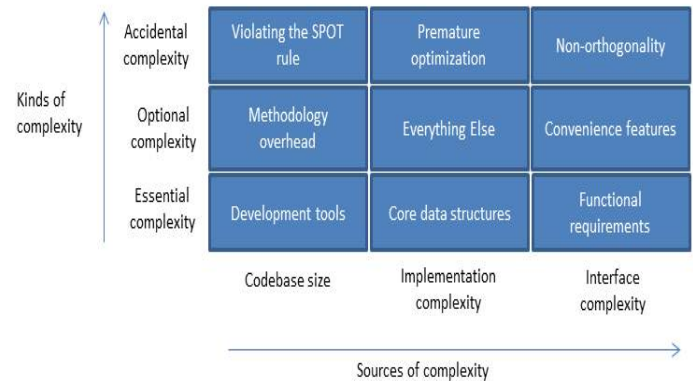 Accidental
complexity
Violating the SPOT
rule
Premature
optimization
Non-orthogonality
Kinds of
complexity
Optional
complexity
Methodology
overhead
Everything Else
Convenience features
Essential
complexity
Development tools
Core data structures
Functional
requirements
Codebase size
Implementation
complexity
Interface
complexity
Sources of complexity